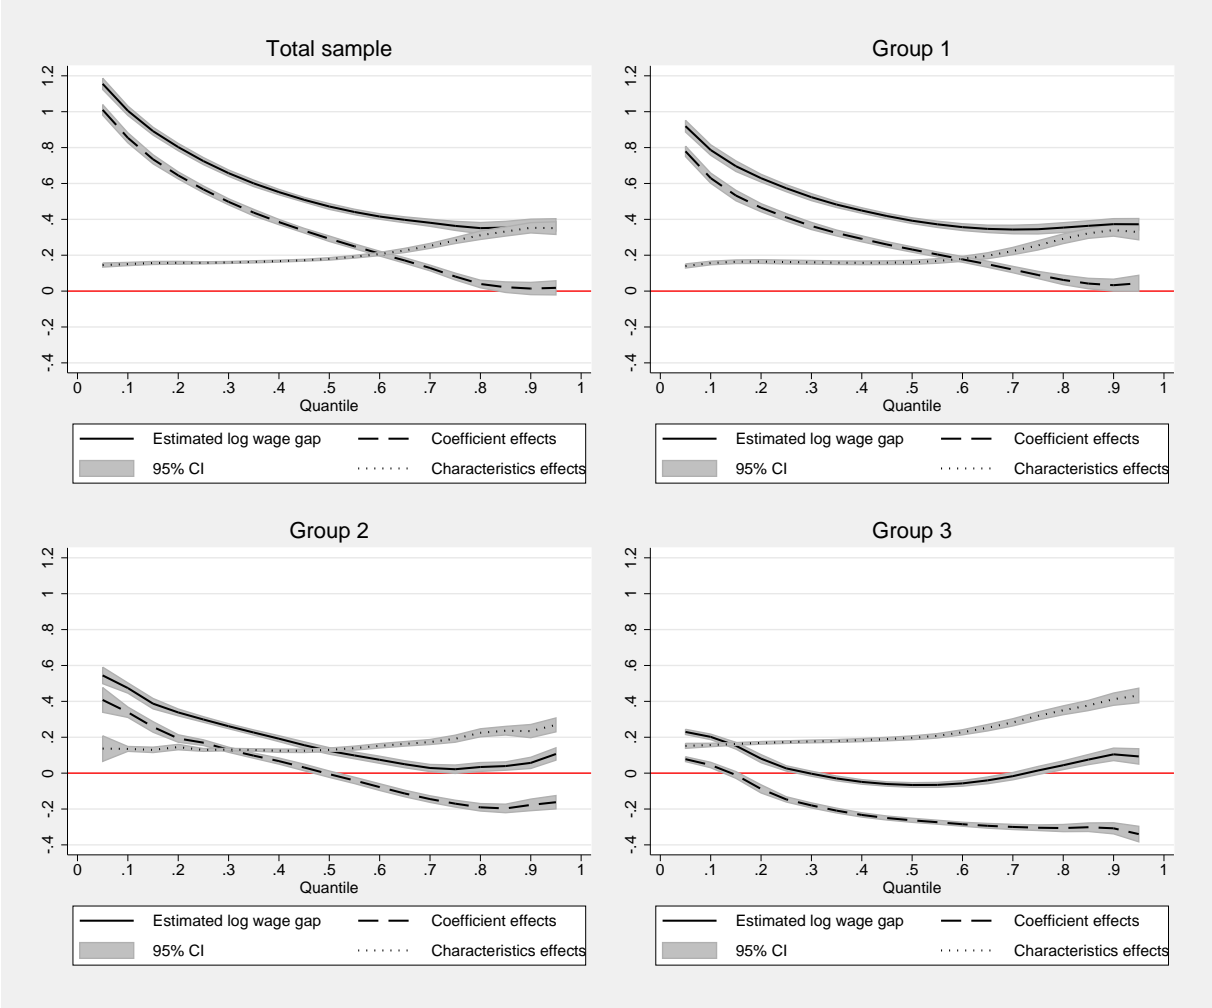 Total sample
1.2
1
.8
.6
.4
.2
0
-.2
-.4
0 .1 .2 .3 .4 .5 .6 .7 .8 .9 1
Quantile
Estimated log wage gap Coefficient effects
95% CI Characteristics effects
Group 1
1.2
1
.8
.6
.4
.2
0
-.2
-.4
0 .1 .2 .3 .4 .5 .6 .7 .8 .9 1
Quantile
Estimated log wage gap Coefficient effects
95% CI Characteristics effects
Group 2
1.2
1
.8
.6
.4
.2
0
-.2
-.4
0 .1 .2 .3 .4 .5 .6 .7 .8 .9 1
Quantile
Estimated log wage gap Coefficient effects
95% CI Characteristics effects
Group 3
1.2
1
.8
.6
.4
.2
0
-.2
-.4
0 .1 .2 .3 .4 .5 .6 .7 .8 .9 1
Quantile
Estimated log wage gap Coefficient effects
95% CI Characteristics effects